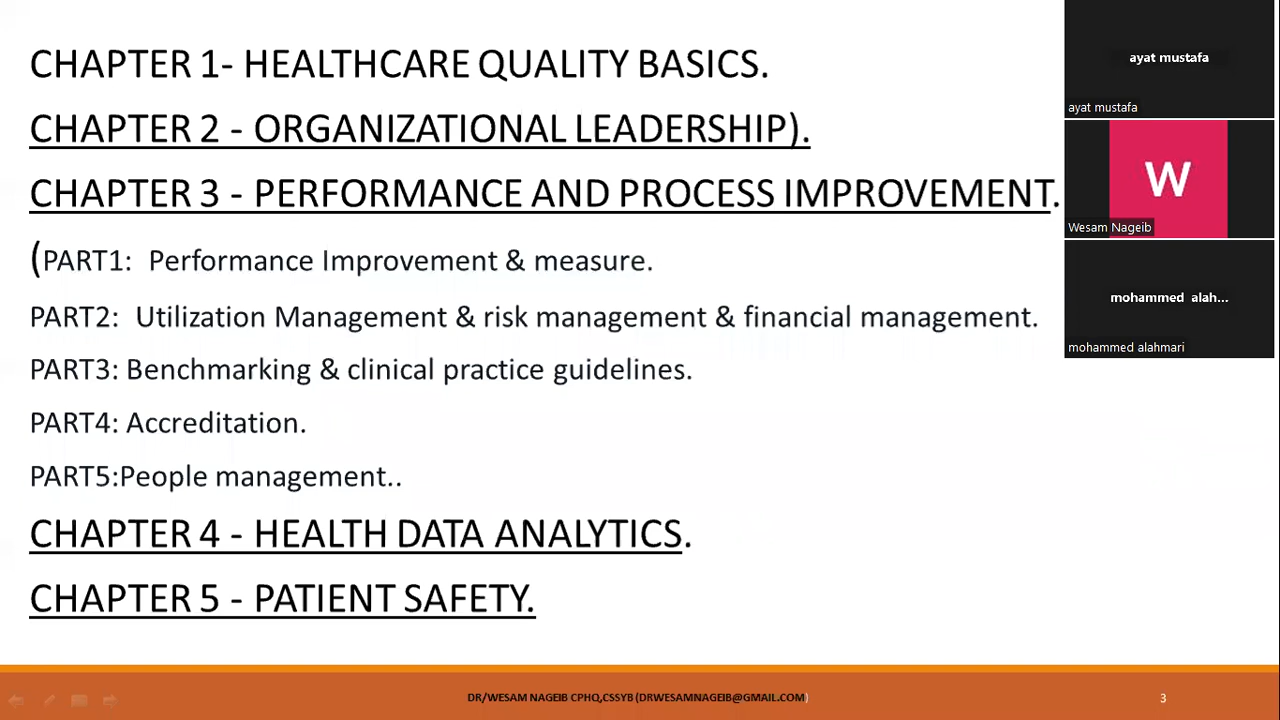 CHAPTER 1- HEALTHCARE QUALITY BASICS.
CHAPTER 2 - ORGANIZATIONAL LEADERSHIP).
CHAPTER 3 - PERFORMANCE AND PROCESS IMPROVEMENT.
(PART1: Performance Improvement & measure.
PART2: Utilization Management & risk management & financial management.
PART3: Benchmarking & clinical practice guidelines.
PART4: Accreditation.
PART5:People management..
CHAPTER 4 - HEALTH DATA ANALYTICS.
CHAPTER 5 - PATIENT SAFETY.
DR/WESAM NAGEIB CPHQ,CSSYB (DRWESAMNAGEIB@GMAIL.COM)
3
ayat mustafa
ayat mustafa
W
Wesam Nageib
mohammed alah...
mohammed alahmari